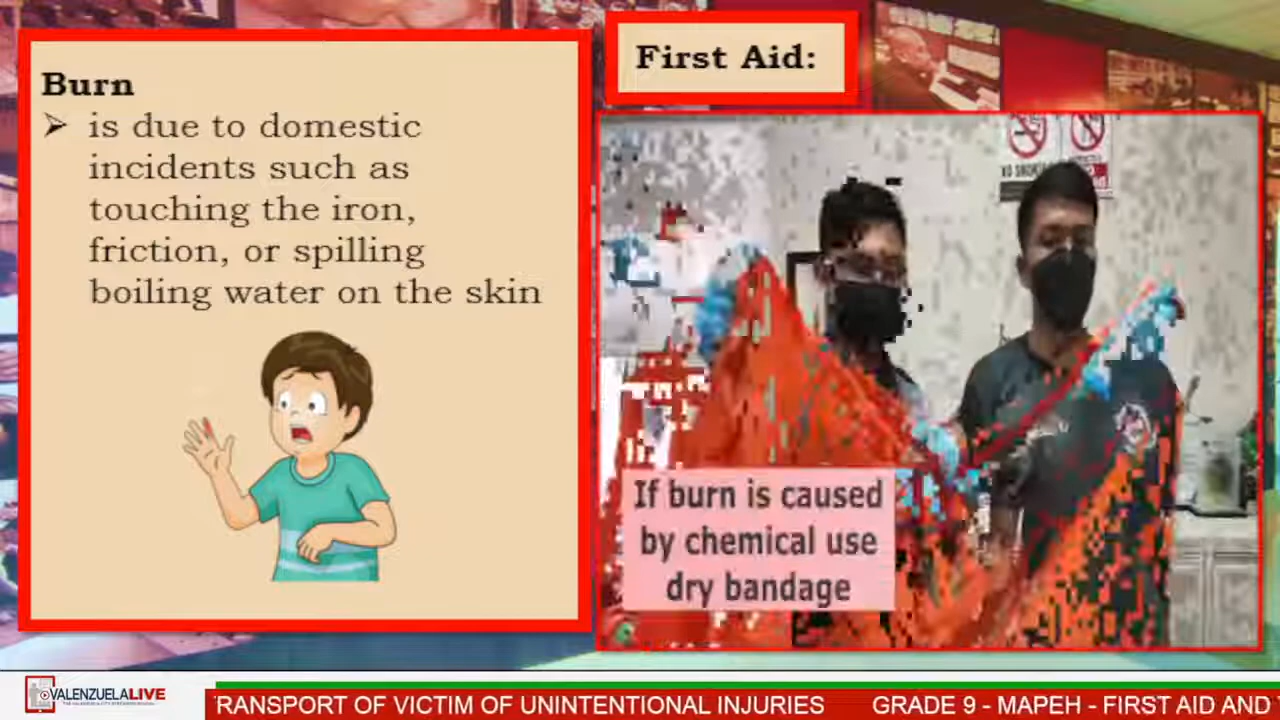 Burn
➢ is due to domestic
incidents such as
touching the iron,
friction, or spilling
boiling water on the skin
First Aid:
If burn is caused
by chemical use
dry bandage
VALENZUELALIVE
TRANSPORT OF VICTIM OF UNINTENTIONAL INJURIES GRADE 9 - MAPEH - FIRST AID AND